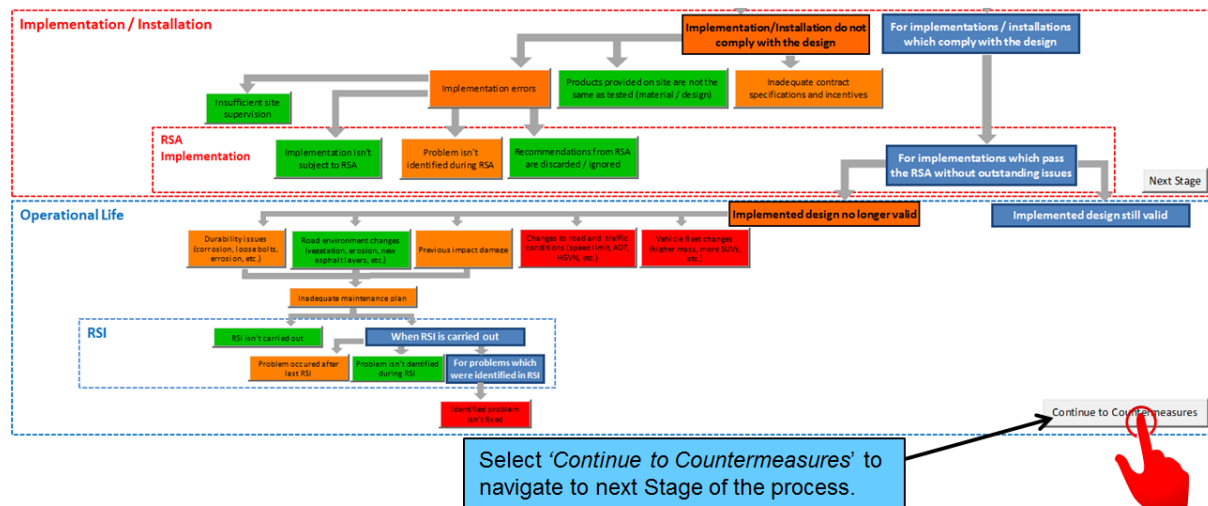 Implementation / Installation
Implementation/Installation do not
comply with the design
For implementations / installations
which comply with the design
Insufficient site
supervision
Implementation errors
Products provided on site are not the
same as tested (material / design)
Inadequate contract
specifications and incentives
RSA
Implementation
Implementation isn't
subject to RSA
Problem isn't
identified during RSA
Recommendations from RSA
are discarded / ignored
For implementations which pass
the RSA without outstanding issues
Next Stage
Operational Life
Implemented design no longer valid
Implemented design still valid
Durability issues
(corrosion, loose bolts,
errosion, etc.)
Road environment changes
(vegetation, erosion, new
asphalt layers, etc.)
Previous impact damage
Changes to road and traffic
conditions (speed limit, ADT,
HGV%, etc.)
Vehicle fleet changes
(higher mass, more SUVs,
etc.)
Inadequate maintenance plan
RSI
RSI isn't carried out
When RSI is carried out
Problem occured after
last RSI
Problem isn't dentified
during RSI
For problems which
were identified in RSI
Identified problem
isn't fixed
Continue to Countermeasures
Select 'Continue to Countermeasures' to
navigate to next Stage of the process.